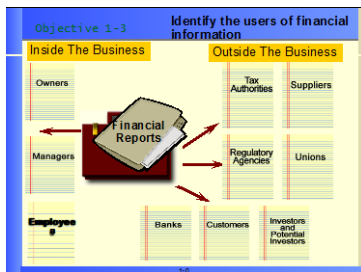 Objective 1-3
Identify the users of financial
information
Inside The Business
Outside The Business
Owners
Managers
Employee
s
Financial
Reports
Tax
Authorities
Suppliers
Regulatory
Agencies
Unions
Banks
Customers
Investors
and
Potential
Investors